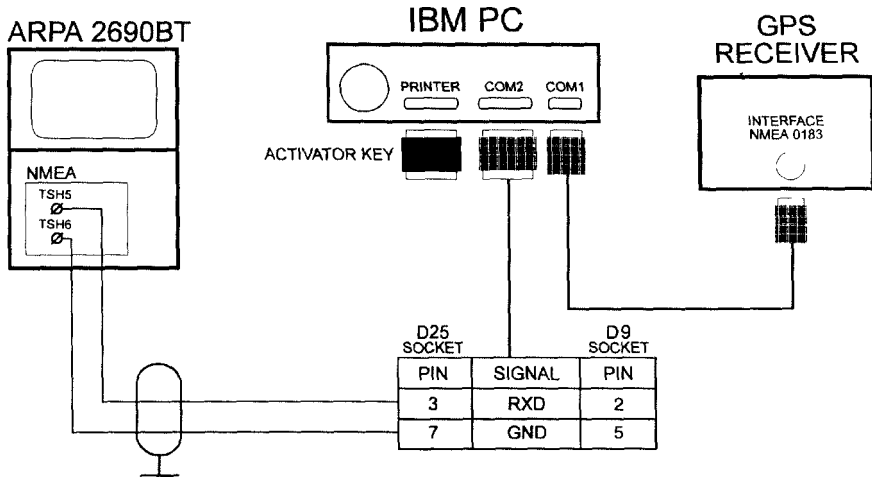 ARPA 2690BT
IBM PC
GPS
RECEIVER
PRINTER
COM2
COM1
INTERFACE
NMEA 0183
ACTIVATOR KEY
NMEA
TSH5
TSH6
D25
SOCKET
D9
SOCKET
PIN SIGNAL PIN
3 RXD 2
7 GND 5